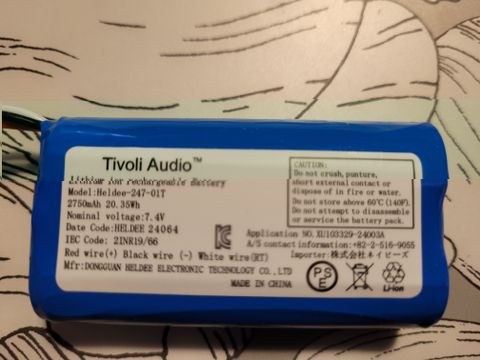 Tivoli Audio™
Lithium ion rechargeable Battery
Model:Heldee-247-01T
2750mAh 20.35Wh
Nominal voltage:7.4V
Date Code:HELDEE 24064
IEC Code: 2INR19/66
Red wire(+) Black wire (-) White wire(RT)
Mfr:DONGGUAN HELDEE ELECTRONIC TECHNOLOGY CO.,LTD
MADE IN CHINA
CAUTION:
Do not crush, punture,
short external contact or
dispose of in fire or water.
Do not store above 60℃(140F).
Do not attempt to disassemble
or service the battery pack.
Application NO.XU103329-24003A
A/S contact information:+82-2-516-9055
Importer:株式会社ネイビーズ
PSE
Li-ion